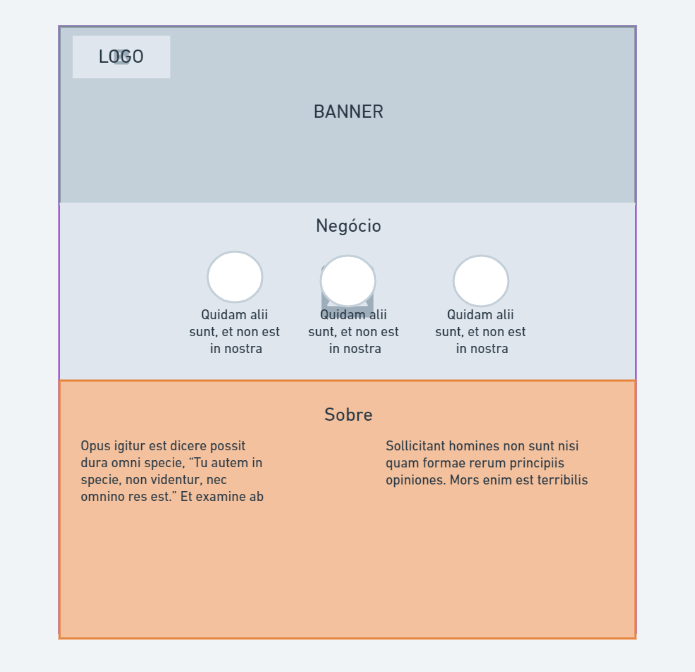 LOGO
BANNER
Negócio
Quidam alii
sunt, et non est
in nostra
Quidam alii
sunt, et non est
in nostra
Quidam alii
sunt, et non est
in nostra
Sobre
Opus igitur est dicere possit
dura omni specie, "Tu autem in
specie, non videntur, nec
omnino res est." Et examine ab
Sollicitant homines non sunt nisi
quam formae rerum principiis
opiniones. Mors enim est terribilis